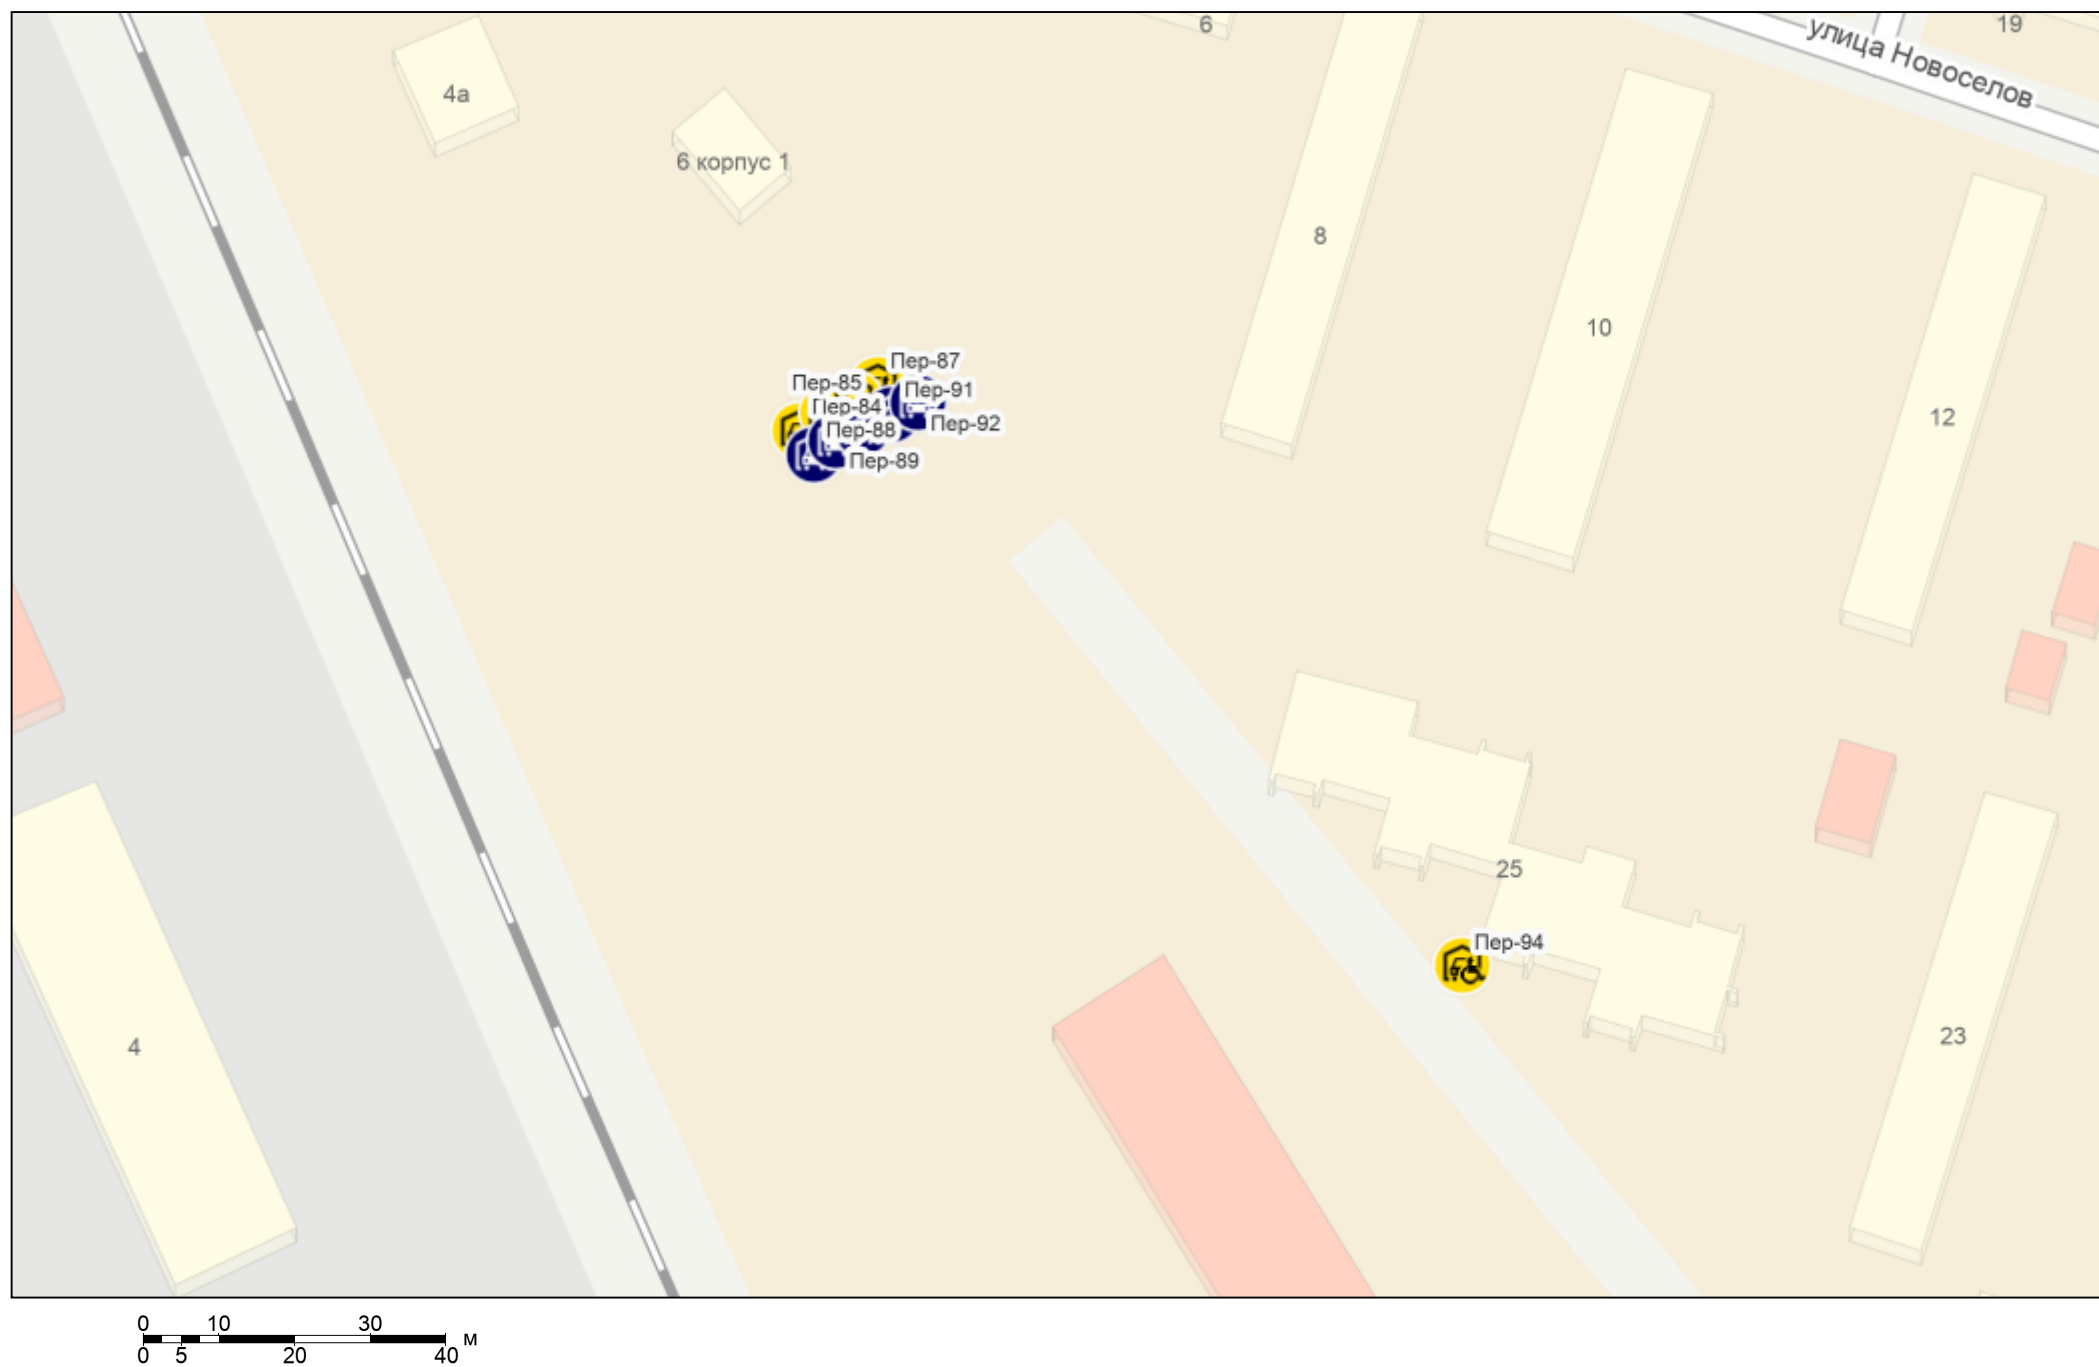 6
19
улица Новоселов
4а
6 корпус 1
8
10
12
Пер-87
Пер-85
Пер-91
Пер-84
Пер-92
Пер-88
Пер-89
25
Пер-94
23
4
0 10 30
м
0 5 20 40